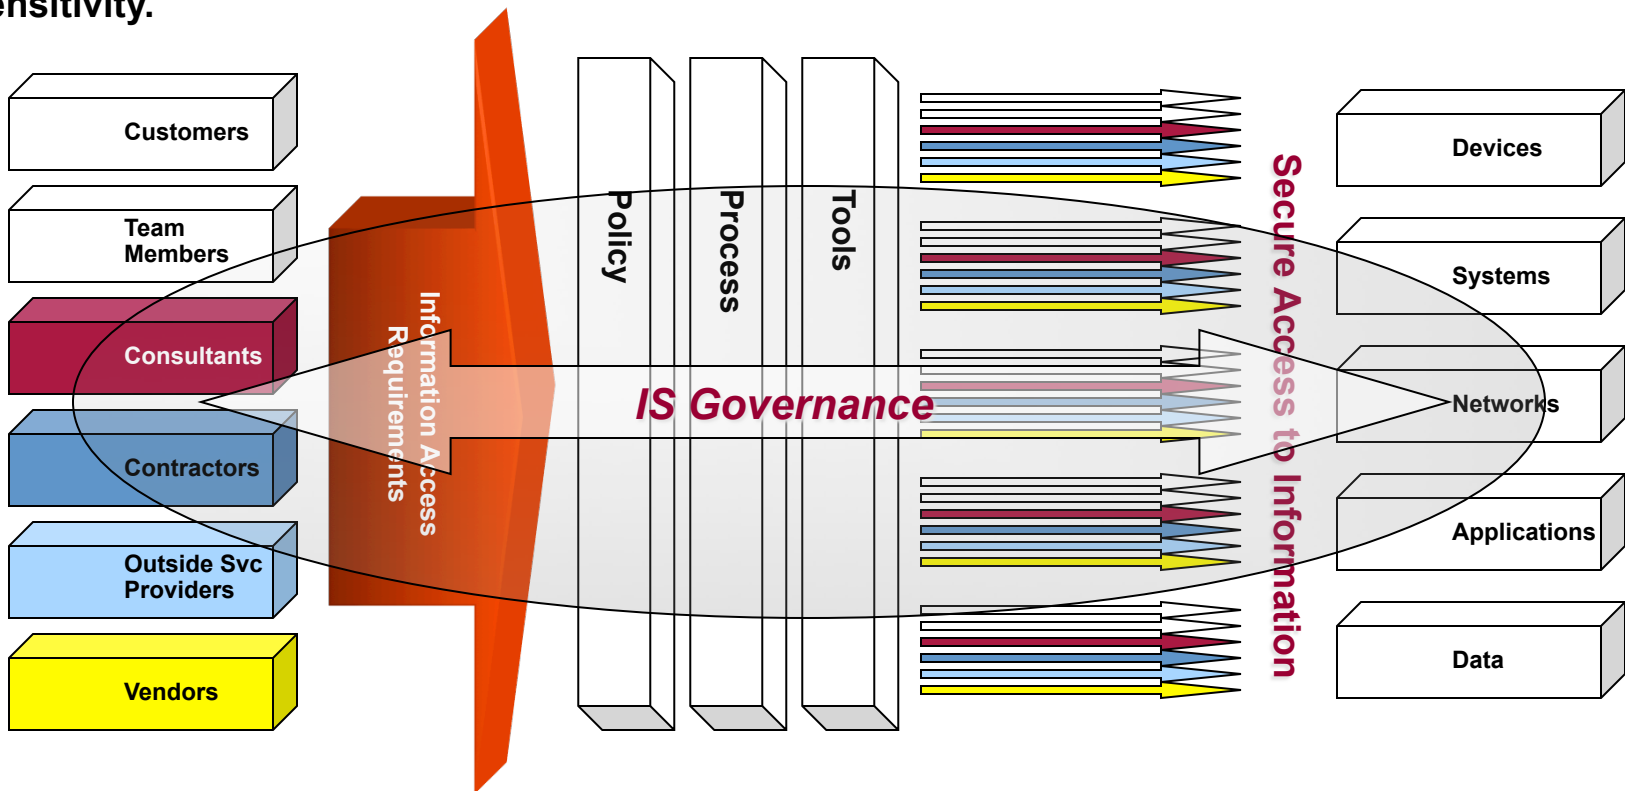 ensitivity.
Customers
Team
Members
Consultants
Contractors
Outside Svc
Providers
Vendors
Information Access
Requirements
Policy
Process
Tools
IS Governance
Secure Access to Information
Devices
Systems
Networks
Applications
Data